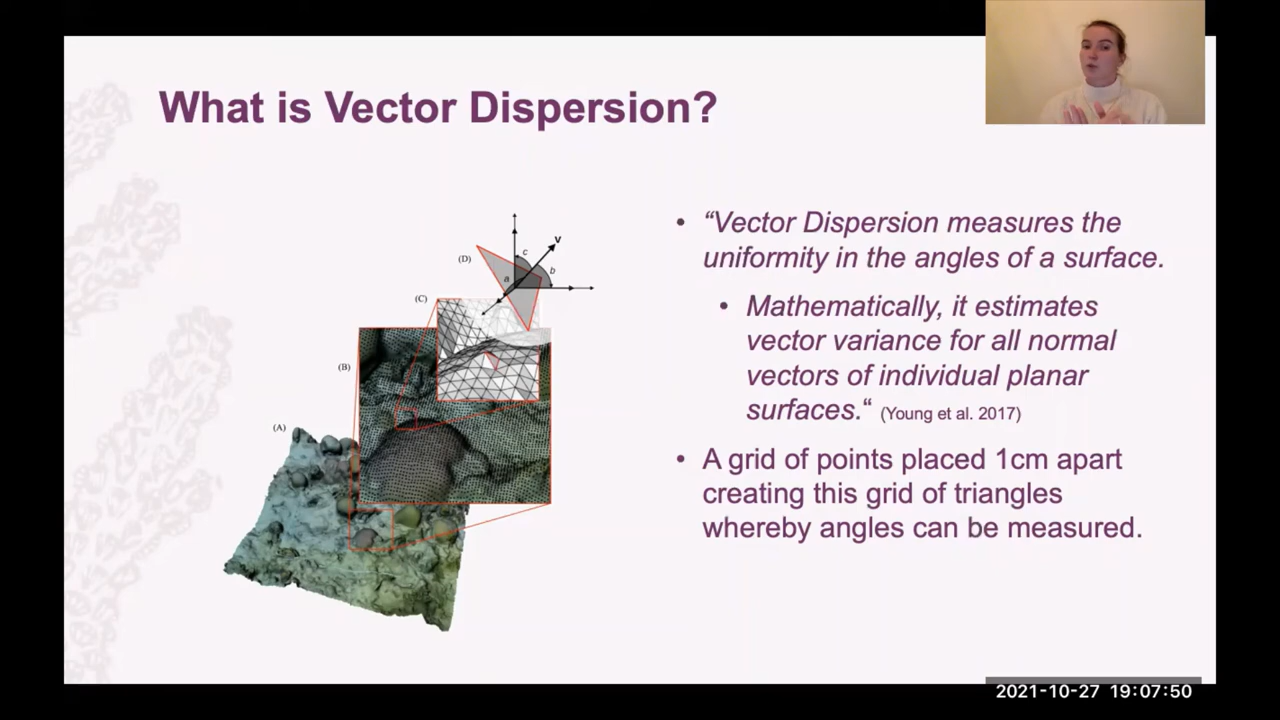 What is Vector Dispersion?
(D)
V
c
b
a
(C)
(B)
(A)
• “Vector Dispersion measures the
uniformity in the angles of a surface.
• Mathematically, it estimates
vector variance for all normal
vectors of individual planar
surfaces.“ (Young et al. 2017)
• A grid of points placed 1cm apart
creating this grid of triangles
whereby angles can be measured.
2021-10-27 19:07:50